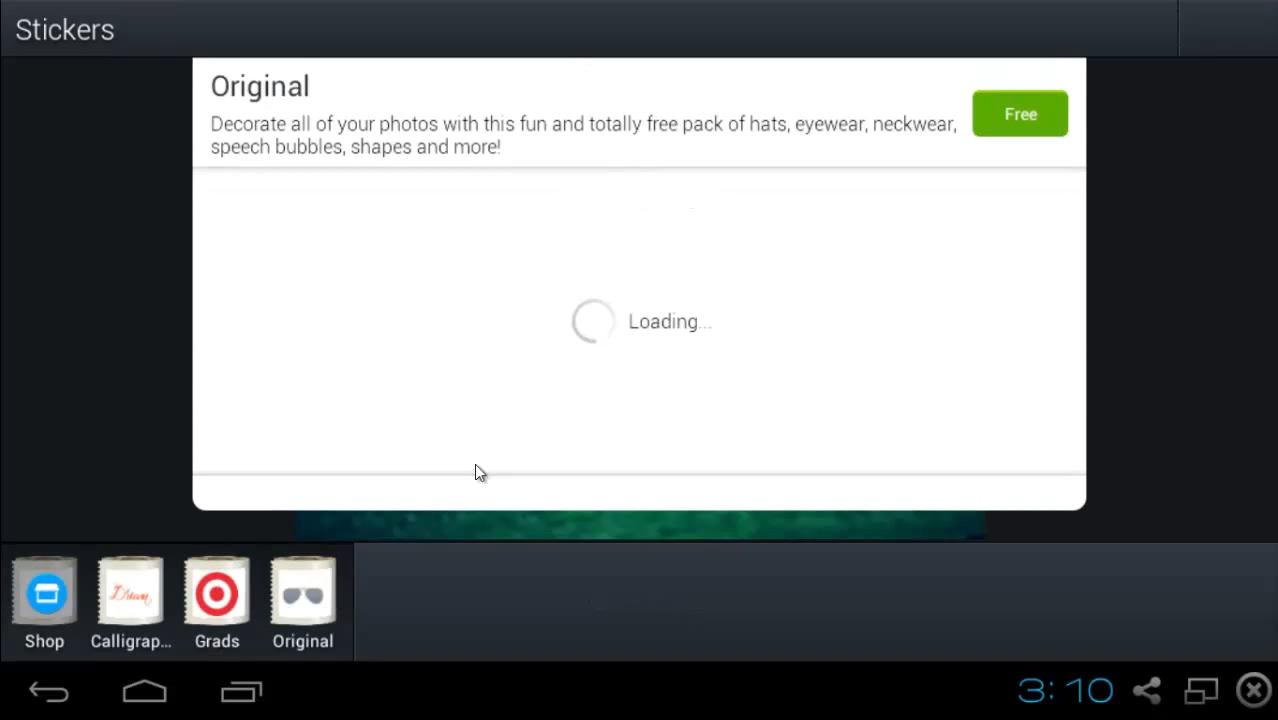 Stickers
Original
Decorate all of your photos with this fun and totally free pack of hats, eyewear, neckwear,
speech bubbles, shapes and more!
Free
Loading...
Dream
Shop
Calligrap...
Grads
Original
3:10